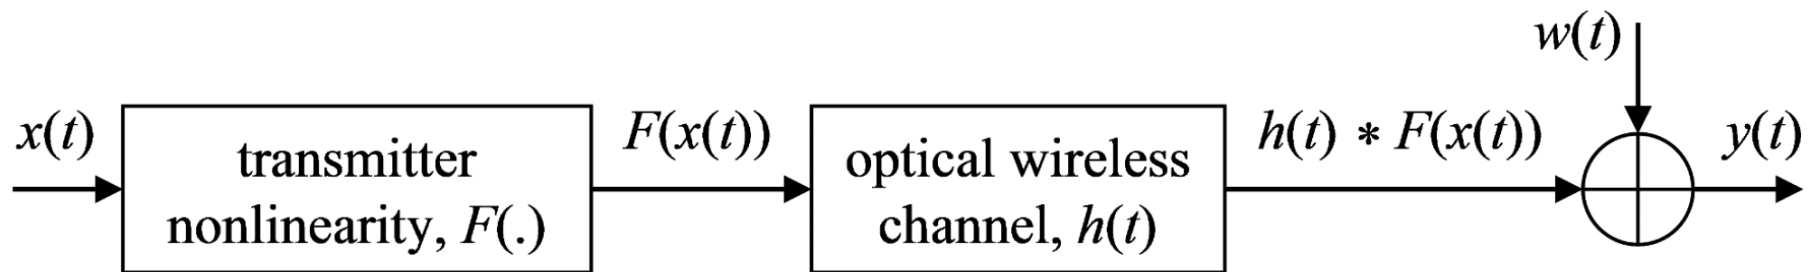 w(t)
x(t)
F(x(t))
h(t) ∗ F(x(t))
y(t)
transmitter
nonlinearity, F(.)
optical wireless
channel, h(t)